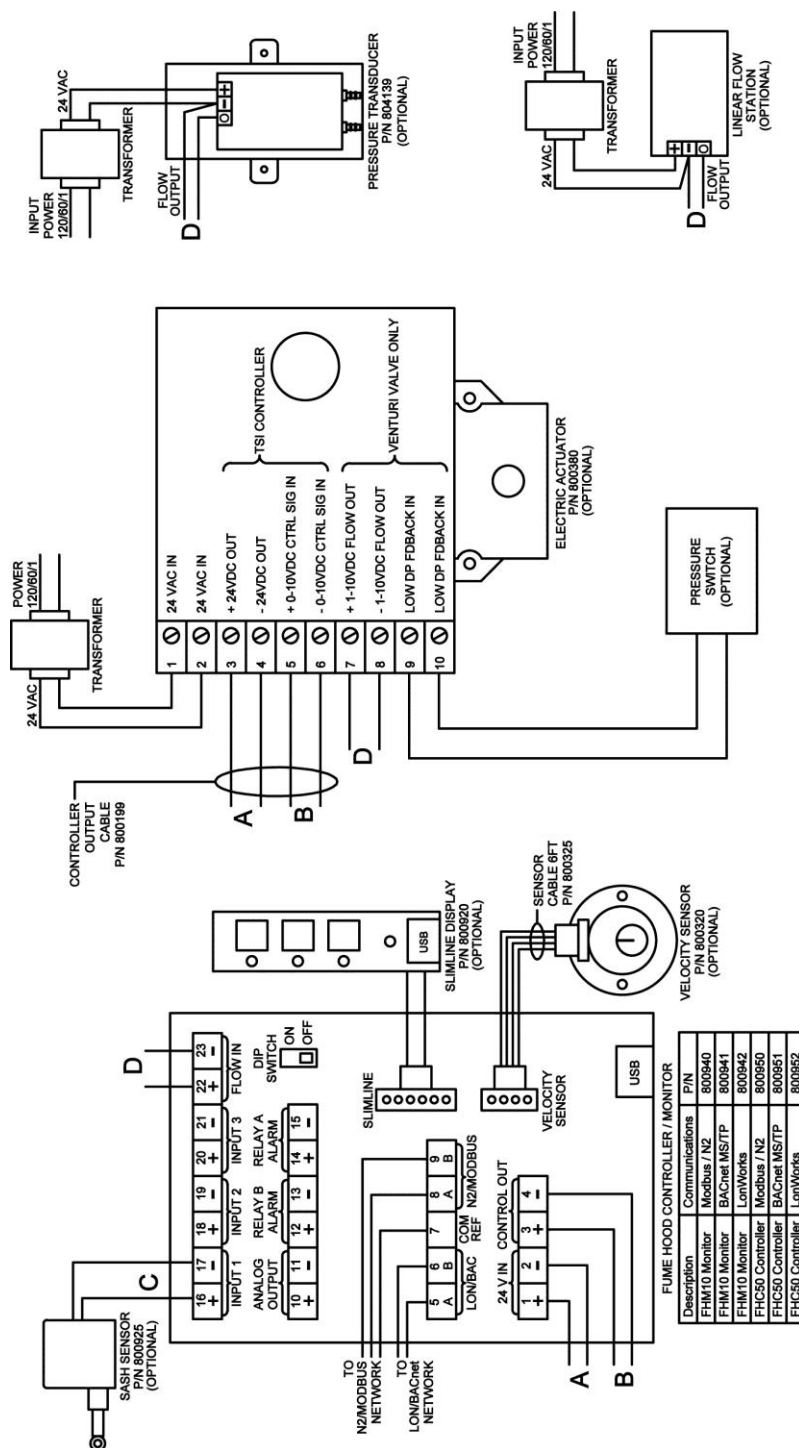 SASH SENSOR
P/N 800925
(OPTIONAL)
C
D
16 17 18 19 20 21 22 23
+ - + - + - + -
INPUT 1
INPUT 2
INPUT 3
FLOW IN
ANALOG
OUTPUT
RELAY B
ALARM
RELAY A
ALARM
10 11 12 13 14 15
+ - + - + -
DIP
SWITCH
ON
OFF
SLIMLINE
TO
N2/MODBUS
NETWORK
TO
LON/BACnet
NETWORK
5 6 7 8 9
A B A B
LON/BAC
COM
REF
N2/MODBUS
VELOCITY
SENSOR
24 V IN
CONTROL OUT
1 2 3 4
+ - + -
A
B
USB
FUME HOOD CONTROLLER / MONITOR
Description Communications P/N
FHM10 Monitor Modbus / N2 800940
FHM10 Monitor BACnet MS/TP 800941
FHM10 Monitor LonWorks 800942
FHC50 Controller Modbus / N2 800950
FHC50 Controller BACnet MS/TP 800951
FHC50 Controller LonWorks 800952
USB
SLIMLINE DISPLAY
P/N 800920
(OPTIONAL)
SENSOR
CABLE 6FT
P/N 800325
VELOCITY SENSOR
P/N 800320
(OPTIONAL)
CONTROLLER
OUTPUT
CABLE
P/N 800199
A
B
D
24 VAC
POWER
120/60/1
TRANSFORMER
1 24 VAC IN
2 24 VAC IN
3 + 24VDC OUT
4 - 24VDC OUT
5 + 0-10VDC CTRL SIG IN
6 - 0-10VDC CTRL SIG IN
7 + 1-10VDC FLOW OUT
8 - 1-10VDC FLOW OUT
9 LOW DP FDBACK IN
10 LOW DP FDBACK IN
TSI CONTROLLER
VENTURI VALVE ONLY
ELECTRIC ACTUATOR
P/N 800380
(OPTIONAL)
PRESSURE
SWITCH
(OPTIONAL)
INPUT
POWER
120/60/1
24 VAC
TRANSFORMER
FLOW
OUTPUT
D
O - +
PRESSURE TRANSDUCER
P/N 804139
(OPTIONAL)
INPUT
POWER
120/60/1
24 VAC
TRANSFORMER
+ - O
D
FLOW
OUTPUT
LINEAR FLOW
STATION
(OPTIONAL)